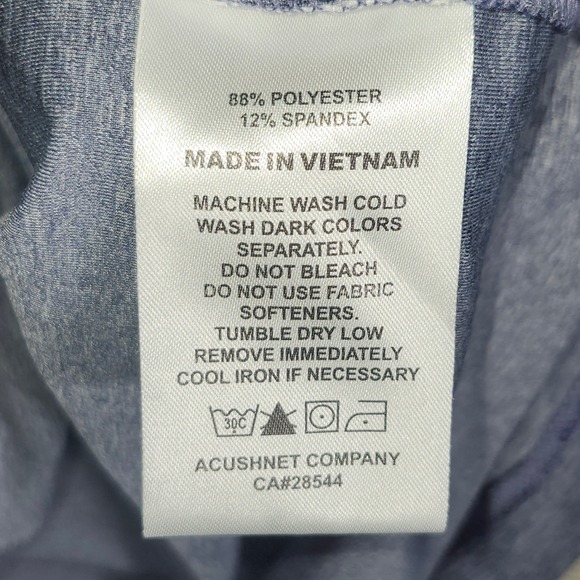 88% POLYESTER
12% SPANDEX
MADE IN VIETNAM
MACHINE WASH COLD
WASH DARK COLORS
SEPARATELY.
DO NOT BLEACH
DO NOT USE FABRIC
SOFTENERS.
TUMBLE DRY LOW
REMOVE IMMEDIATELY
COOL IRON IF NECESSARY
30C
ACUSHNET COMPANY
CA#28544